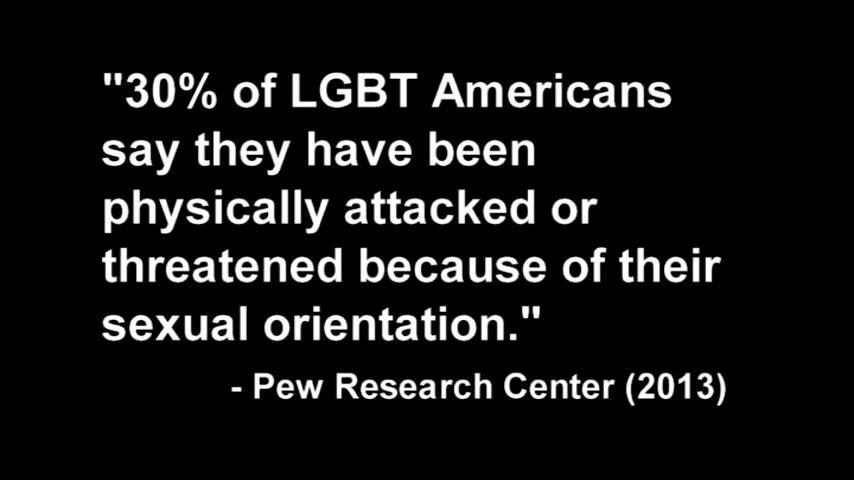 "30% of LGBT Americans
say they have been
physically attacked or
threatened because of their
sexual orientation."
- Pew Research Center (2013)